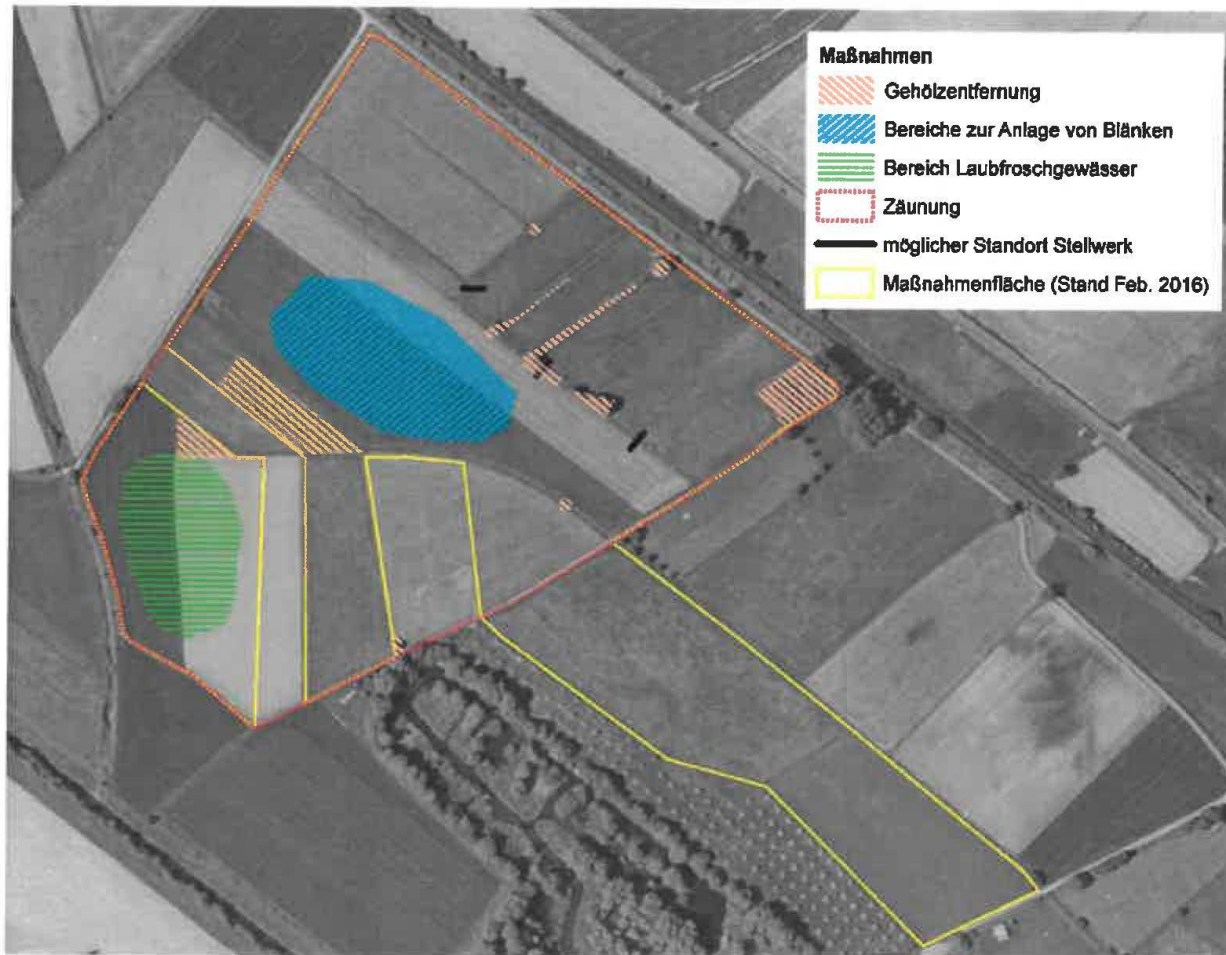 Maßnahmen
Gehölzentfernung
Bereiche zur Anlage von Blänken
Bereich Laubfroschgewässer
Zäunung
möglicher Standort Stellwerk
Maßnahmenfläche (Stand Feb. 2016)